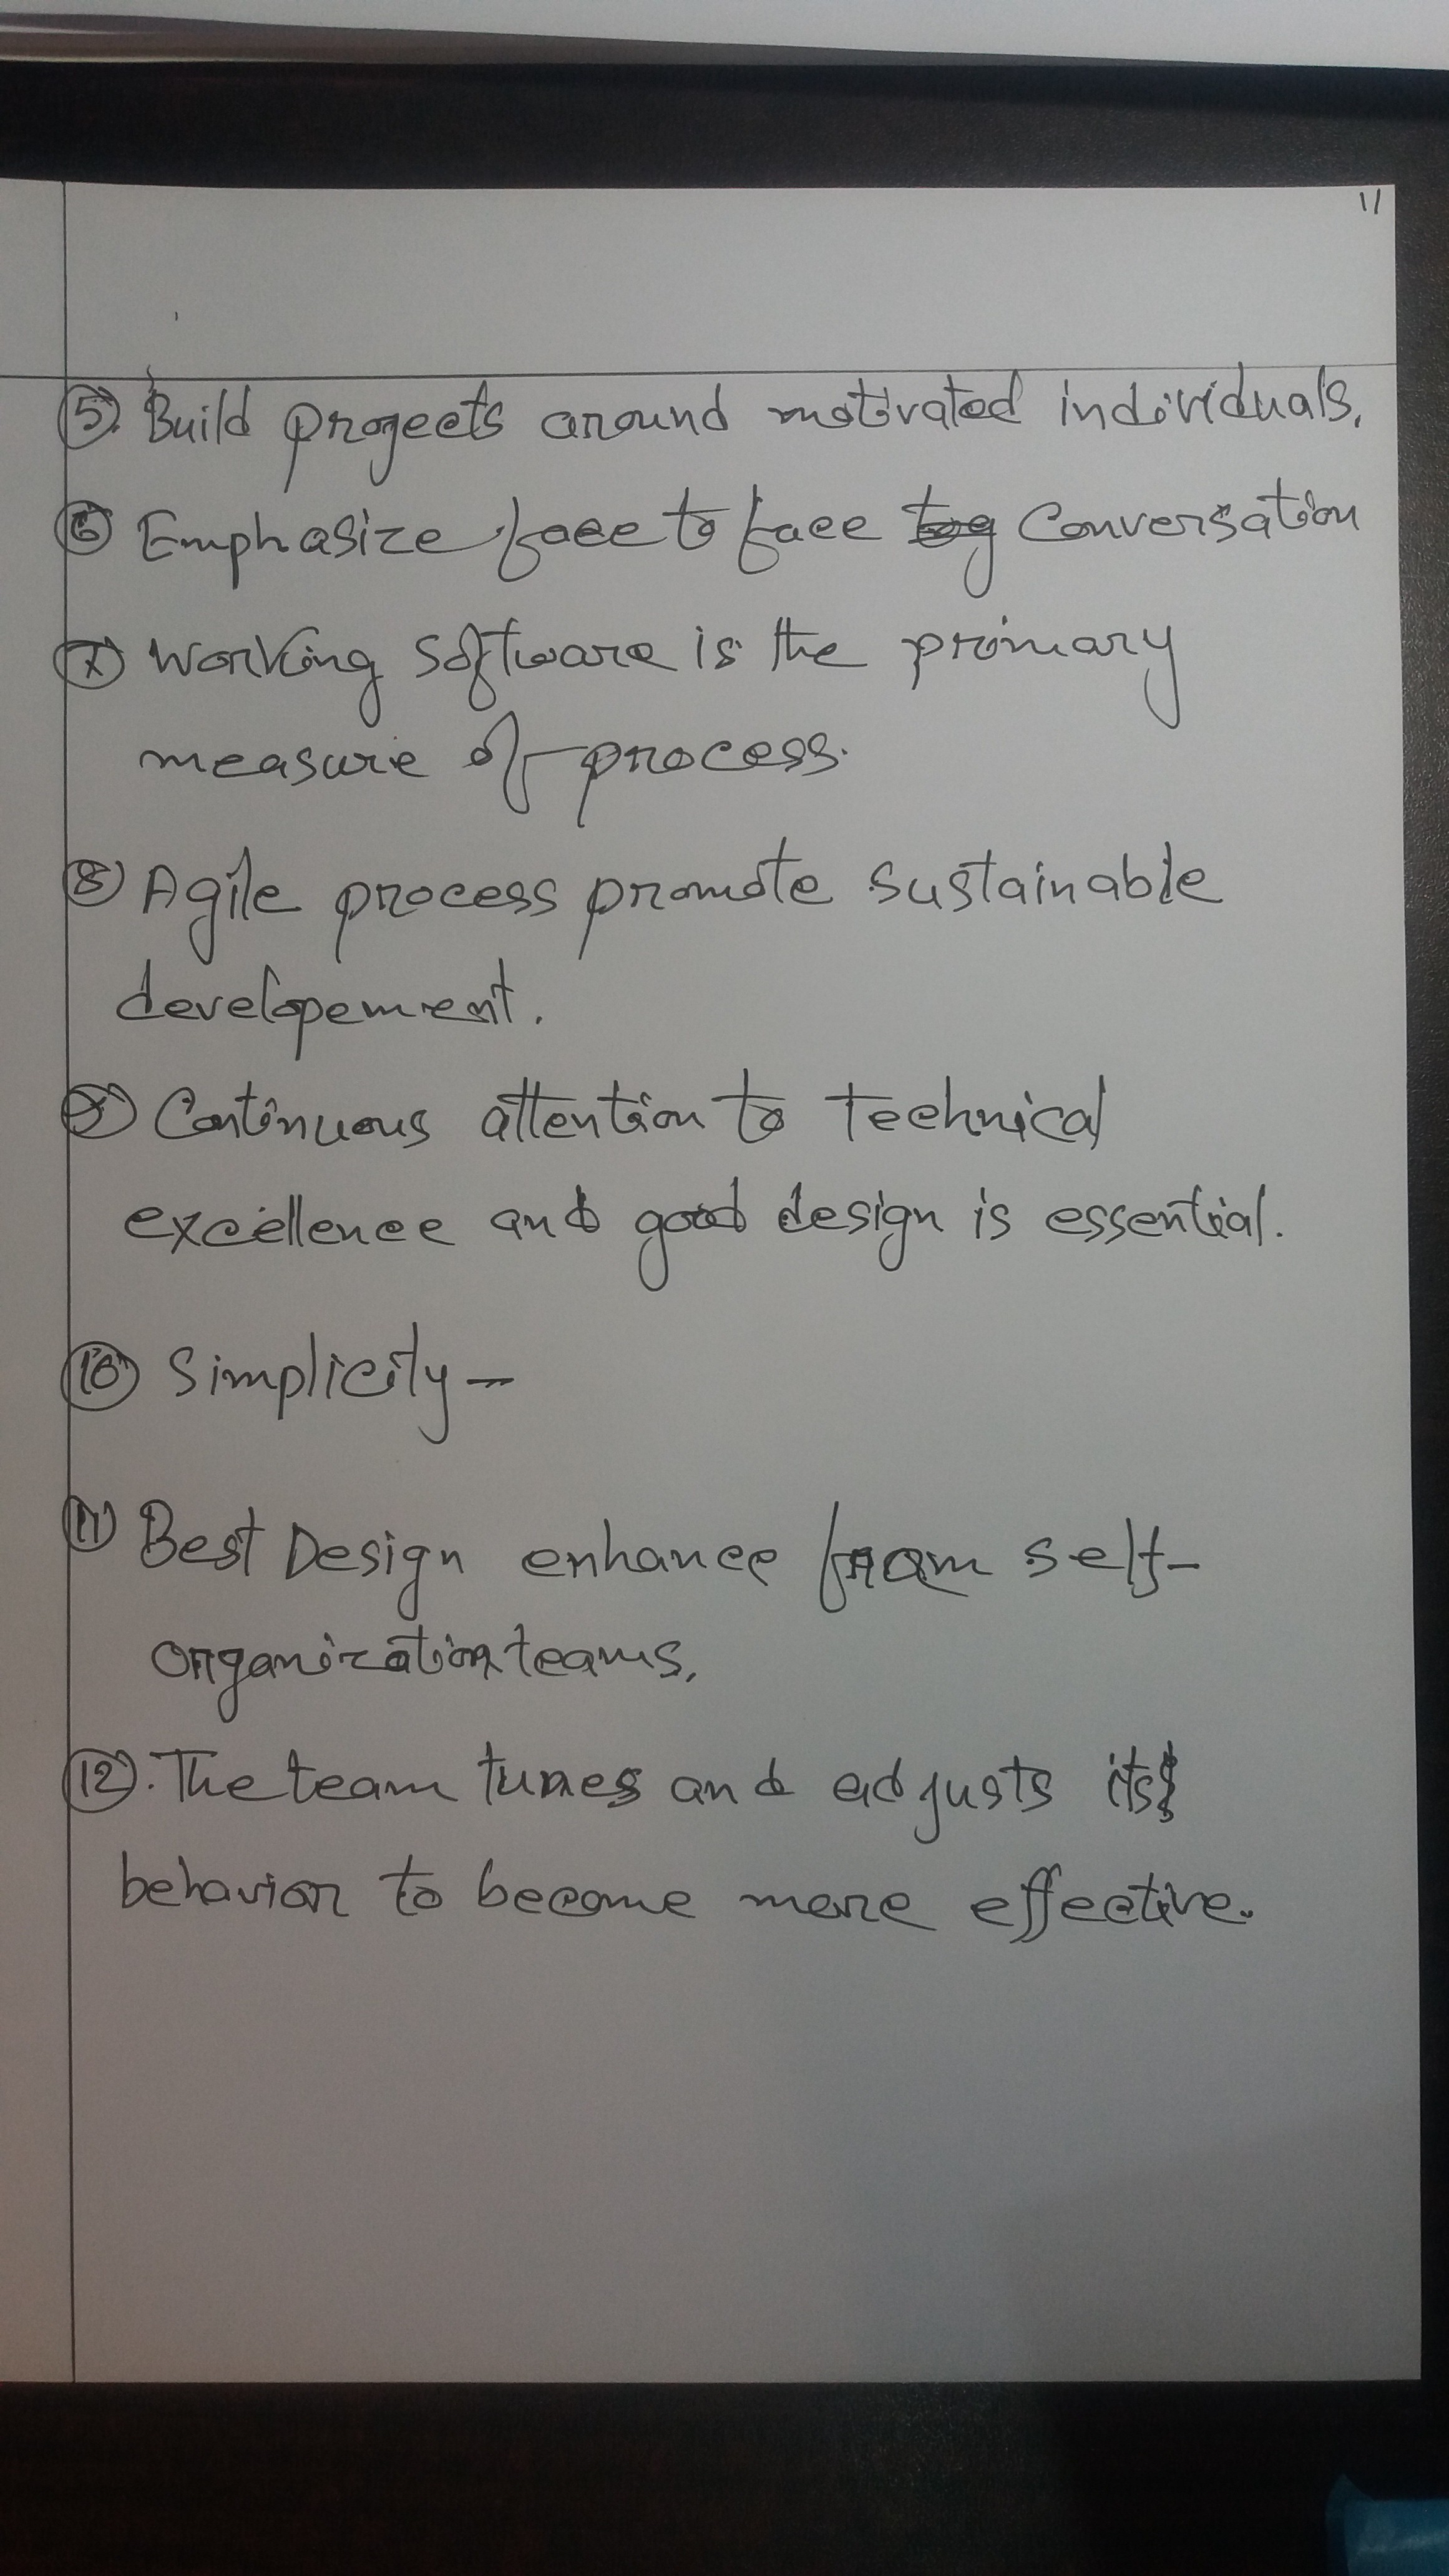 11
5. Build projects around motivated individuals.
6 Emphasize face to face conversation
7 Working software is the primary
measure of process.
8 Agile process promote sustainable
developement.
9 Continuous attention to technical
excellence and good design is essential.
10 Simplicity -
11 Best Design enhance from self-
organization teams.
12. The team tunes and adjusts its
behavior to become more effective.